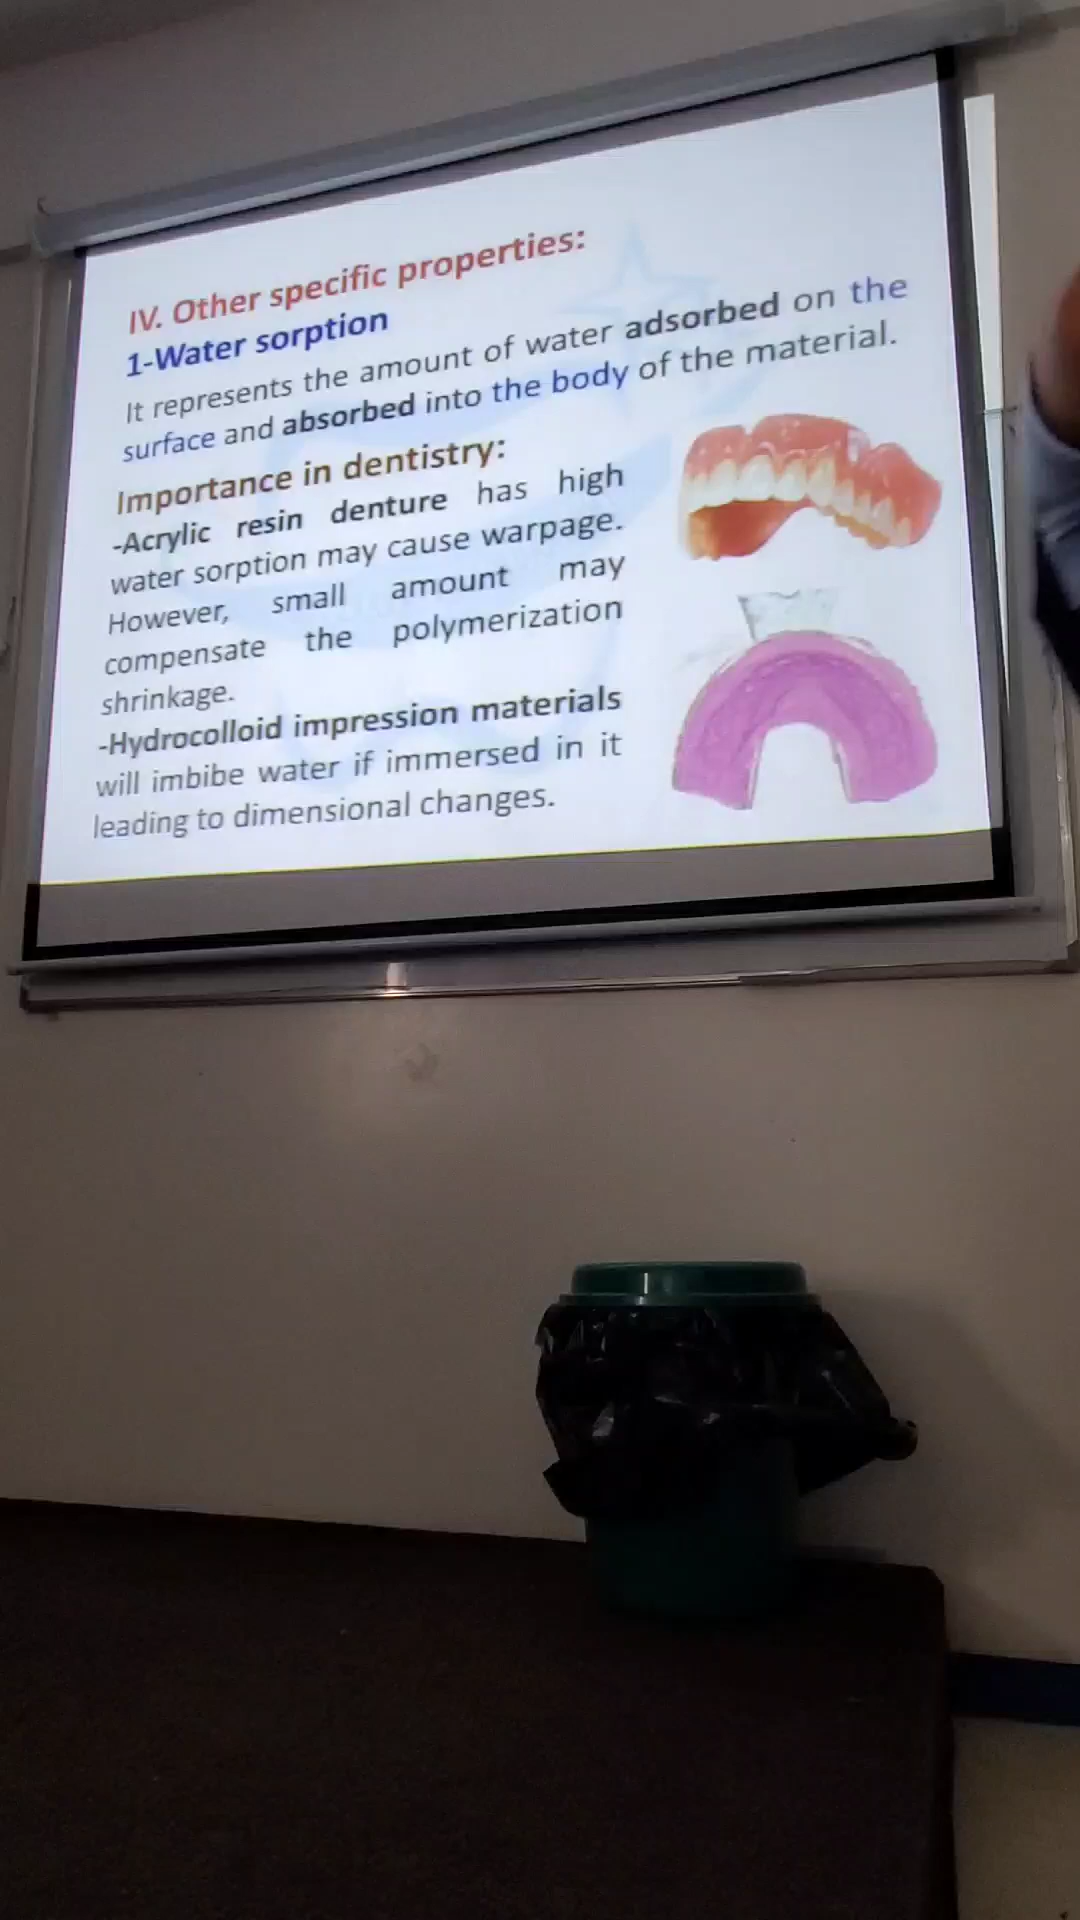 IV. Other specific properties:
1-Water sorption
It represents the amount of water adsorbed on the
surface and absorbed into the body of the material.
Importance in dentistry:
-Acrylic resin denture has high
water sorption may cause warpage.
However, small amount may
compensate the polymerization
shrinkage.
-Hydrocolloid impression materials
will imbibe water if immersed in it
leading to dimensional changes.